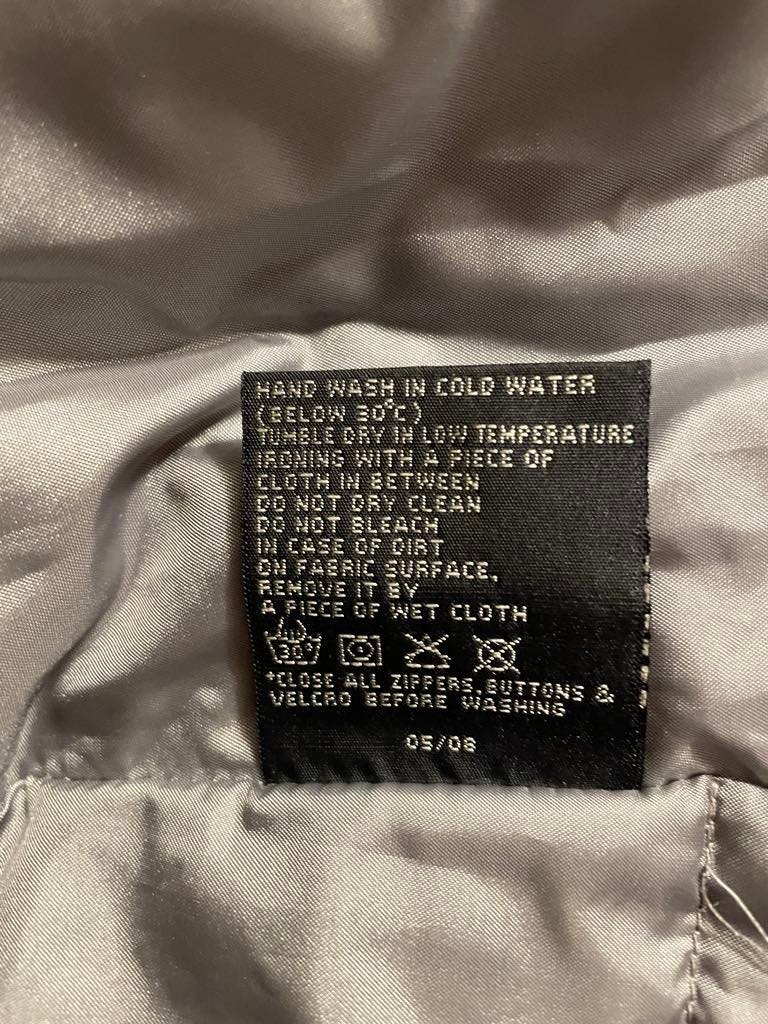 HAND WASH IN COLD WATER
(BELOW 30°C)
TUMBLE DRY IN LOW TEMPERATURE
IRONING WITH A PIECE OF
CLOTH IN BETWEEN
DO NOT DRY CLEAN
DO NOT BLEACH
IN CASE OF DIRT
ON FABRIC SURFACE,
REMOVE IT BY
A PIECE OF WET CLOTH
30°
*CLOSE ALL ZIPPERS, BUTTONS &
VELCRO BEFORE WASHING
05/08